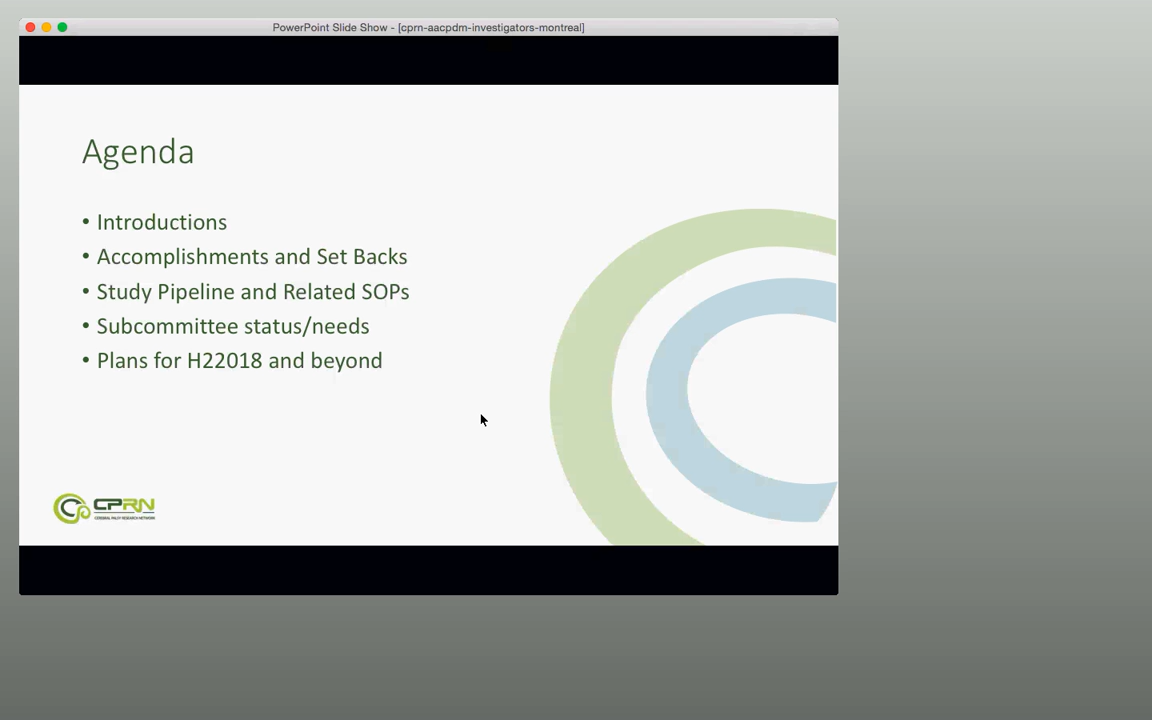 PowerPoint Slide Show - [cprn-aacpdm-investigators-montreal]
Agenda
• Introductions
• Accomplishments and Set Backs
• Study Pipeline and Related SOPs
• Subcommittee status/needs
• Plans for H22018 and beyond
CPRN
CEREBRAL PALSY RESEARCH NETWORK